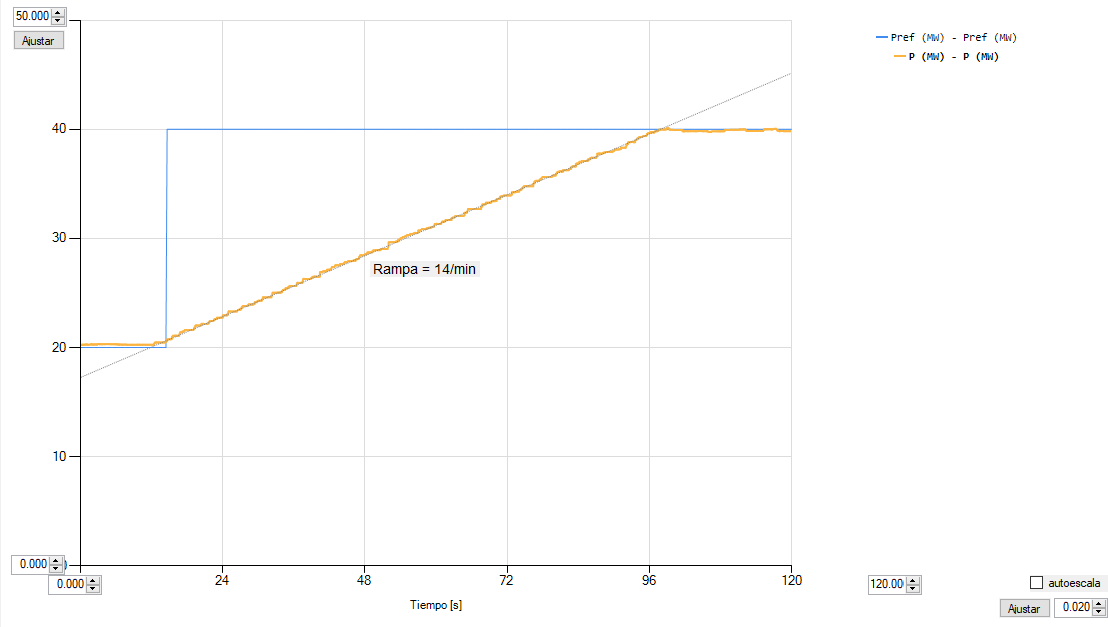 50.000
Ajustar
Pref (MW) - Pref (MW)
P (MW) - P (MW)
40
30
Rampa = 14/min
20
10
0.000
0.000 24 48 72 96 120
120.00
Tiempo [s]
autoescala
Ajustar 0.020